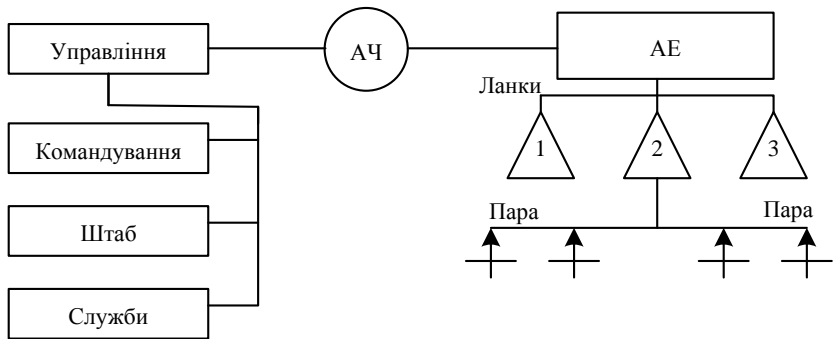 Управління
АЧ
АЕ
Ланки
1
2
3
Командування
Штаб
Служби
Пара
Пара